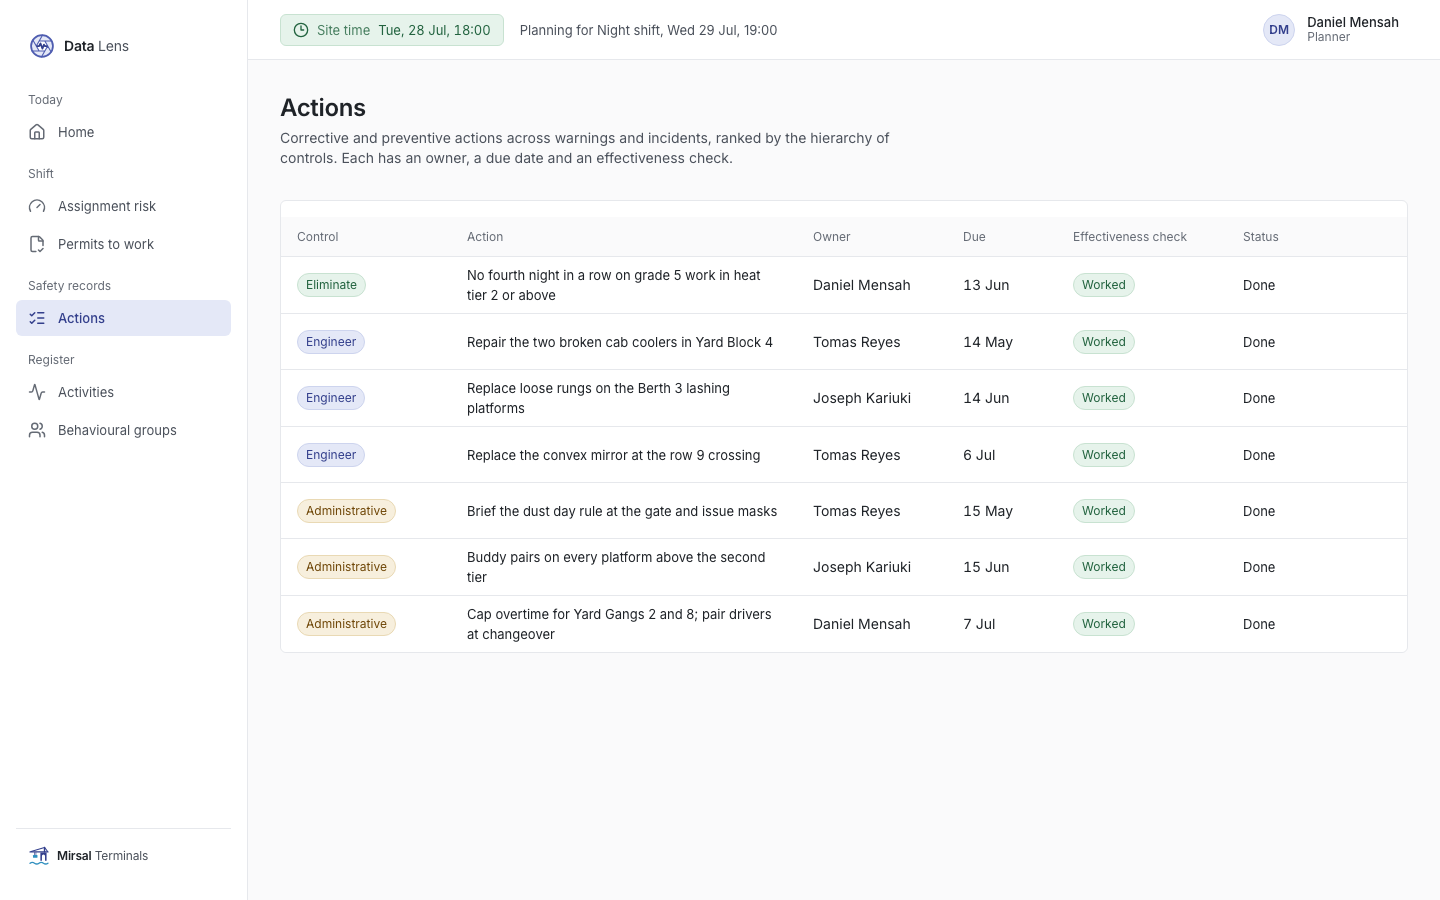 Data Lens
Today
Home
Shift
Assignment risk
Permits to work
Safety records
Actions
Register
Activities
Behavioural groups
Mirsal Terminals
Site time Tue, 28 Jul, 18:00
Planning for Night shift, Wed 29 Jul, 19:00
DM
Daniel Mensah
Planner
Actions
Corrective and preventive actions across warnings and incidents, ranked by the hierarchy of
controls. Each has an owner, a due date and an effectiveness check.
Control Action Owner Due Effectiveness check Status
Eliminate No fourth night in a row on grade 5 work in heat
tier 2 or above Daniel Mensah 13 Jun Worked Done
Engineer Repair the two broken cab coolers in Yard Block 4 Tomas Reyes 14 May Worked Done
Engineer Replace loose rungs on the Berth 3 lashing
platforms Joseph Kariuki 14 Jun Worked Done
Engineer Replace the convex mirror at the row 9 crossing Tomas Reyes 6 Jul Worked Done
Administrative Brief the dust day rule at the gate and issue masks Tomas Reyes 15 May Worked Done
Administrative Buddy pairs on every platform above the second
tier Joseph Kariuki 15 Jun Worked Done
Administrative Cap overtime for Yard Gangs 2 and 8; pair drivers
at changeover Daniel Mensah 7 Jul Worked Done